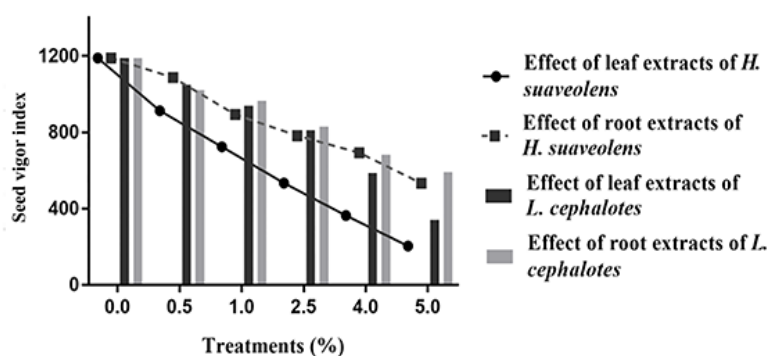 Seed vigor index
1200
800
400
0
0.0 0.5 1.0 2.5 4.0 5.0
Treatments (%)
Effect of leaf extracts of H.
suaveolens
Effect of root extracts of
H. suaveolens
Effect of leaf extracts of
L. cephalotes
Effect of root extracts of L.
cephalotes